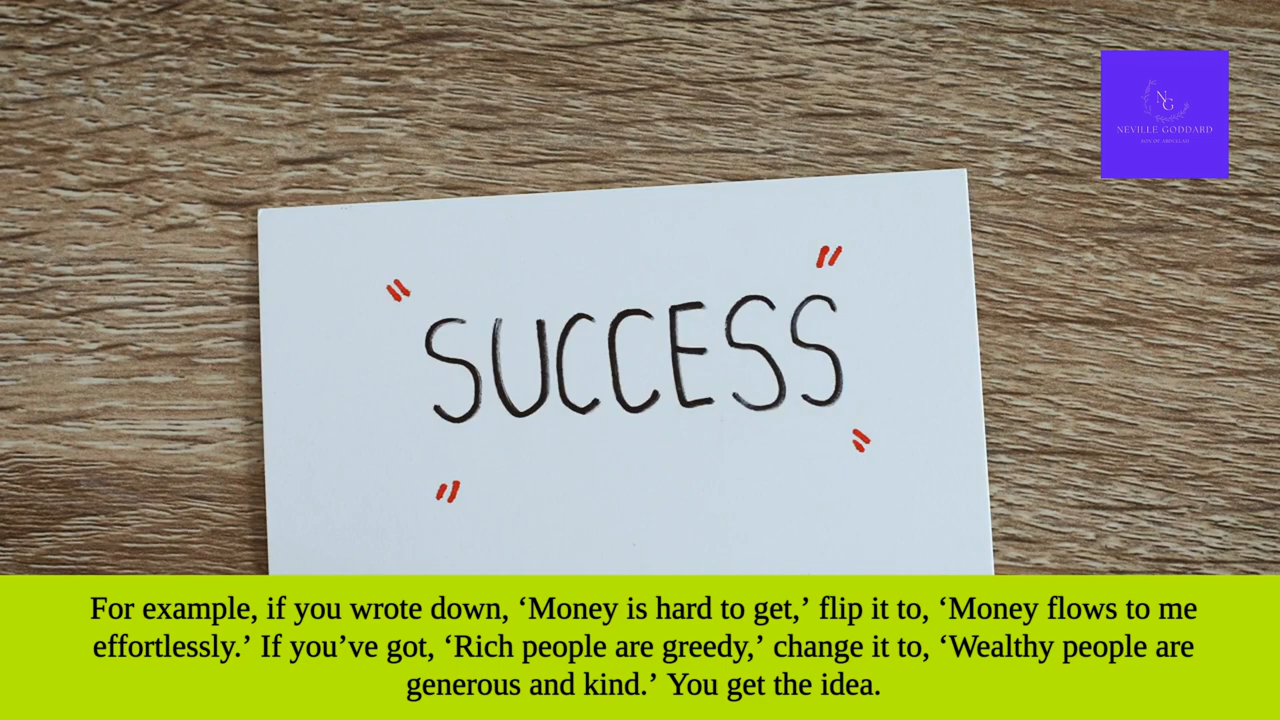 NG
NEVILLE GODDARD
"SUCCESS"
For example, if you wrote down, ‘Money is hard to get,’ flip it to, ‘Money flows to me
effortlessly.’ If you’ve got, ‘Rich people are greedy,’ change it to, ‘Wealthy people are
generous and kind.’ You get the idea.